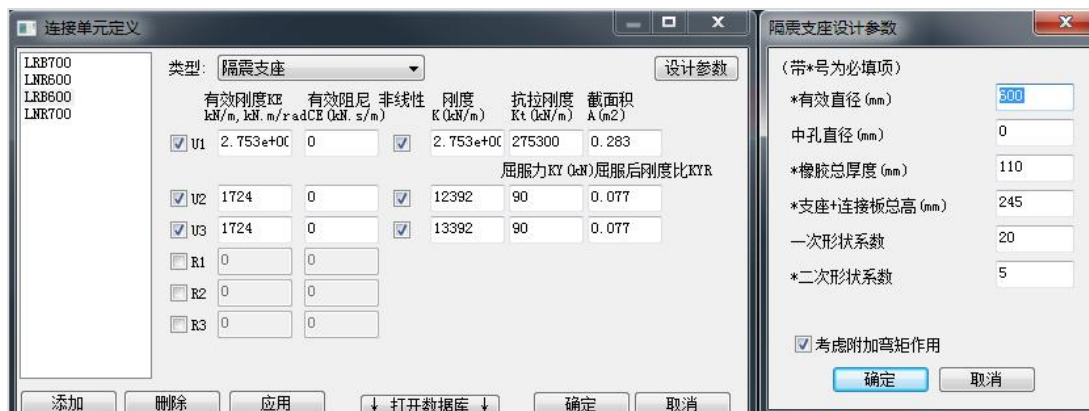 连接单元定义
LRB700
LNR600
LRB600
LNR700
类型: 隔震支座
设计参数
有效刚度KE 有效阻尼 非线性 刚度 抗拉刚度 截面积
kN/m, kN.m/radCE(kN.s/m) K(kN/m) Kt(kN/m) A(m2)
U1 2.753e+0 0 2.753e+0 275300 0.283
屈服力KY(kN)屈服后刚度比KYR
U2 1724 0 12392 90 0.077
U3 1724 0 13392 90 0.077
R1 0 0
R2 0 0
R3 0 0
添加 删除 应用 ↓ 打开数据库 ↓ 确定 取消
隔震支座设计参数
(带*号为必填项)
*有效直径(mm) 600
中孔直径(mm) 0
*橡胶总厚度(mm) 110
*支座+连接板总高(mm) 245
一次形状系数 20
*二次形状系数 5
考虑附加弯矩作用
确定 取消